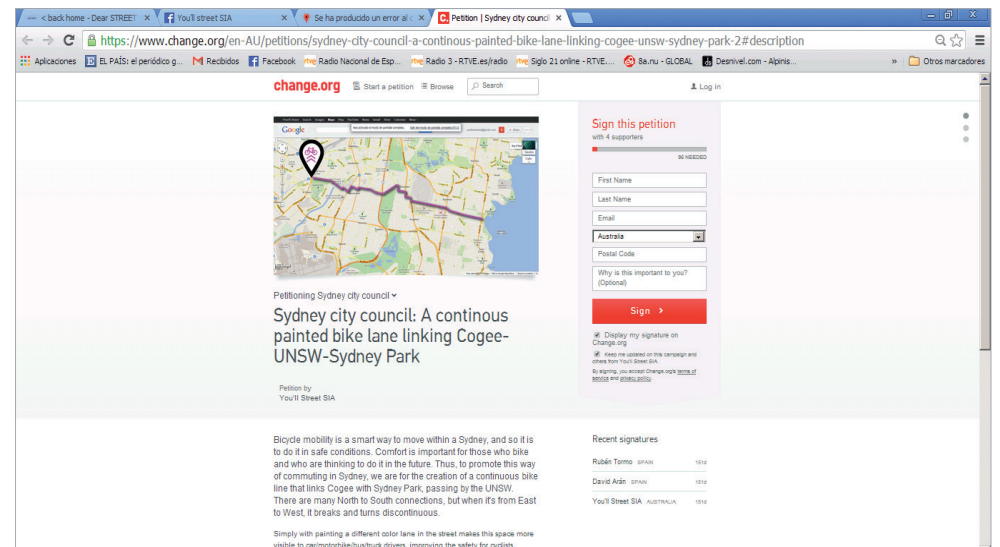 < back home - Dear STREET
You'll street SIA
Se ha producido un error al c
Petition | Sydney city counci
https://www.change.org/en-AU/petitions/sydney-city-council-a-continous-painted-bike-lane-linking-cogee-unsw-sydney-park-2#description
Aplicaciones
EL PAÍS: el periódico g...
Recibidos
Facebook
rtve Radio Nacional de Esp...
rtve Radio 3 - RTVE.es/radio
rtve Siglo 21 online - RTVE....
8a.nu - GLOBAL
Desnivel.com - Alpinis...
»
Otros marcadores
change.org
Start a petition
Browse
Search
Log in
Google
Petitioning Sydney city council
Sydney city council: A continous
painted bike lane linking Cogee-
UNSW-Sydney Park
Petition by
You'll Street SIA
Sign this petition
with 4 supporters
96 NEEDED
First Name
Last Name
Email
Australia
Postal Code
Why is this important to you?
(Optional)
Sign >
Display my signature on
Change.org
Keep me updated on this campaign and
others from You'll Street SIA.
By signing, you accept Change.org's terms of
service and privacy policy.
Bicycle mobility is a smart way to move within a Sydney, and so it is
to do it in safe conditions. Comfort is important for those who bike
and who are thinking to do it in the future. Thus, to promote this way
of commuting in Sydney, we are for the creation of a continuous bike
line that links Cogee with Sydney Park, passing by the UNSW.
There are many North to South connections, but when it's from East
to West, it breaks and turns discontinuous.
Simply with painting a different color lane in the street makes this space more
visible to car/motorbike/bus/truck drivers, improving the safety for cyclists.
Recent signatures
Rubén Tormo SPAIN 151d
David Arán SPAIN 151d
You'll Street SIA AUSTRALIA 151d